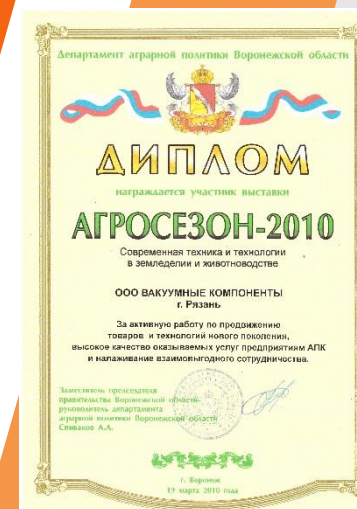 Департамент аграрной политики Воронежской области
ДИПЛОМ
награждается участник выставки
АГРОСЕЗОН-2010
Современная техника и технологии
в земледелии и животноводстве
ООО ВАКУУМНЫЕ КОМПОНЕНТЫ
г. Рязань
За активную работу по продвижению
товаров и технологий нового поколения,
высокое качество оказываемых услуг предприятиям АПК
и налаживание взаимовыгодного сотрудничества.
Заместитель председателя
правительства Воронежской области-
руководитель департамента
аграрной политики Воронежской области
Спиваков А.А.
г. Воронеж
19 марта 2010 года